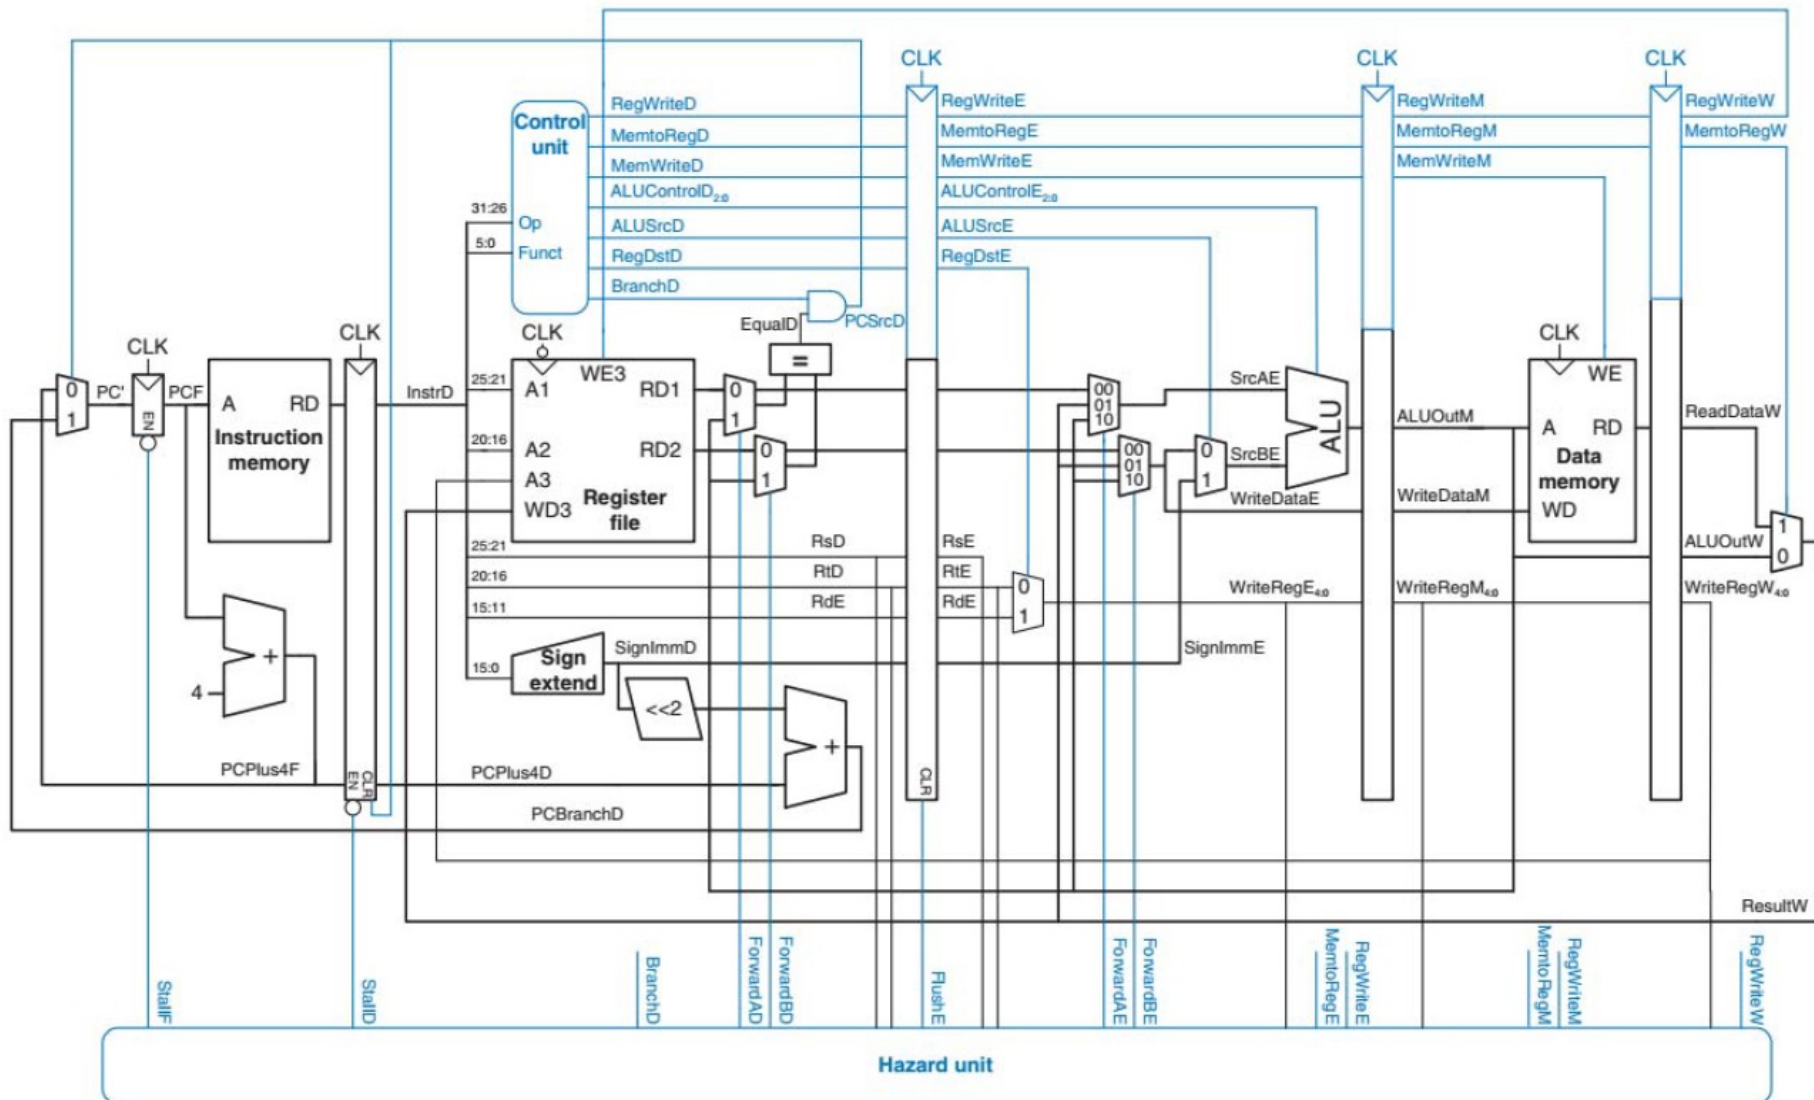 CLK
CLK
CLK
RegWriteD
RegWriteE
RegWriteM
RegWriteW
Control
unit
MemtoRegD
MemtoRegE
MemtoRegM
MemtoRegW
MemWriteD
MemWriteE
MemWriteM
ALUControlD2:0
ALUControlE2:0
31:26
Op
ALUSrcD
ALUSrcE
5:0
Funct
RegDstD
RegDstE
BranchD
EqualD
PCSrcD
CLK
CLK
CLK
CLK
=
WE3
WE
0
1
PC'
EN
PCF
A
RD
Instruction
memory
InstrD
25:21
A1
RD1
0
1
00
01
10
SrcAE
ALU
ALUOutM
A
RD
ReadDataW
20:16
A2
RD2
0
1
00
01
10
0
1
SrcBE
Data
memory
A3
Register
file
WriteDataE
WriteDataM
WD3
WD
1
0
25:21
RsD
RsE
ALUOutW
20:16
RtD
RtE
0
1
WriteRegE4:0
WriteRegM4:0
WriteRegW4:0
15:11
RdE
RdE
+
4
15:0
Sign
extend
SignImmD
SignImmE
<<2
+
PCPlus4F
EN
CLR
PCPlus4D
CLR
PCBranchD
ResultW
StallF
StallD
BranchD
ForwardAD
ForwardBD
FlushE
ForwardAE
ForwardBE
MemtoRegE
RegWriteE
MemtoRegM
RegWriteM
RegWriteW
Hazard unit